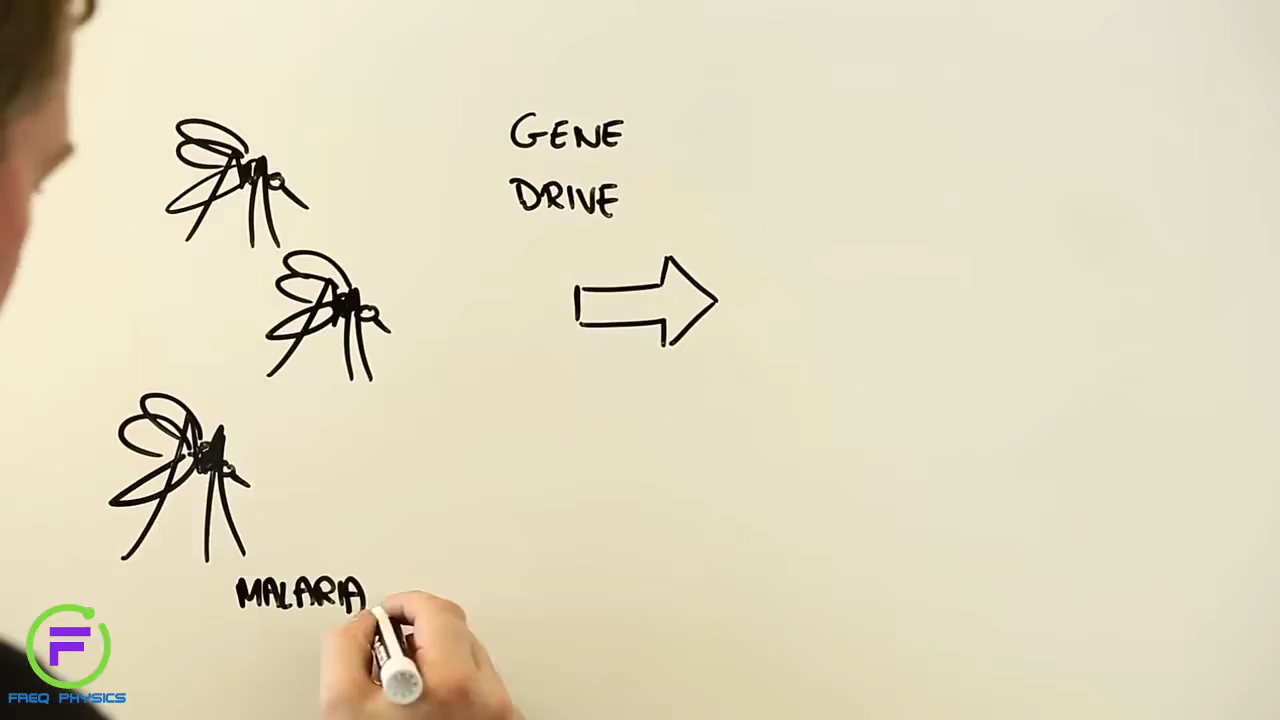 GENE
DRIVE
MALARIA
F
FREQ PHYSICS